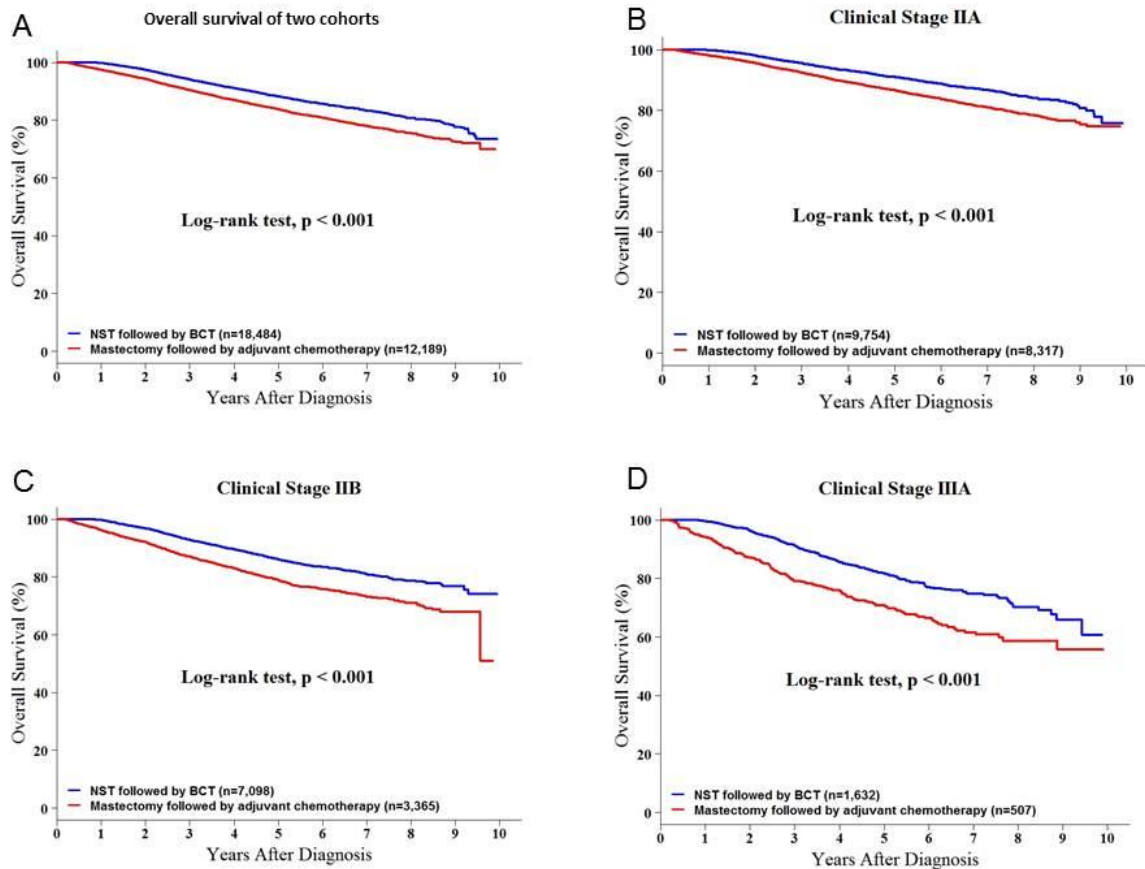 A
Overall survival of two cohorts
Overall Survival (%)
100
80
60
40
20
0
Log-rank test, p < 0.001
NST followed by BCT (n=18,484)
Mastectomy followed by adjuvant chemotherapy (n=12,189)
0 1 2 3 4 5 6 7 8 9 10
Years After Diagnosis
B
Clinical Stage IIA
Overall Survival (%)
100
80
60
40
20
0
Log-rank test, p < 0.001
NST followed by BCT (n=9,754)
Mastectomy followed by adjuvant chemotherapy (n=8,317)
0 1 2 3 4 5 6 7 8 9 10
Years After Diagnosis
C
Clinical Stage IIB
Overall Survival (%)
100
80
60
40
20
0
Log-rank test, p < 0.001
NST followed by BCT (n=7,098)
Mastectomy followed by adjuvant chemotherapy (n=3,365)
0 1 2 3 4 5 6 7 8 9 10
Years After Diagnosis
D
Clinical Stage IIIA
Overall Survival (%)
100
80
60
40
20
0
Log-rank test, p < 0.001
NST followed by BCT (n=1,632)
Mastectomy followed by adjuvant chemotherapy (n=507)
0 1 2 3 4 5 6 7 8 9 10
Years After Diagnosis